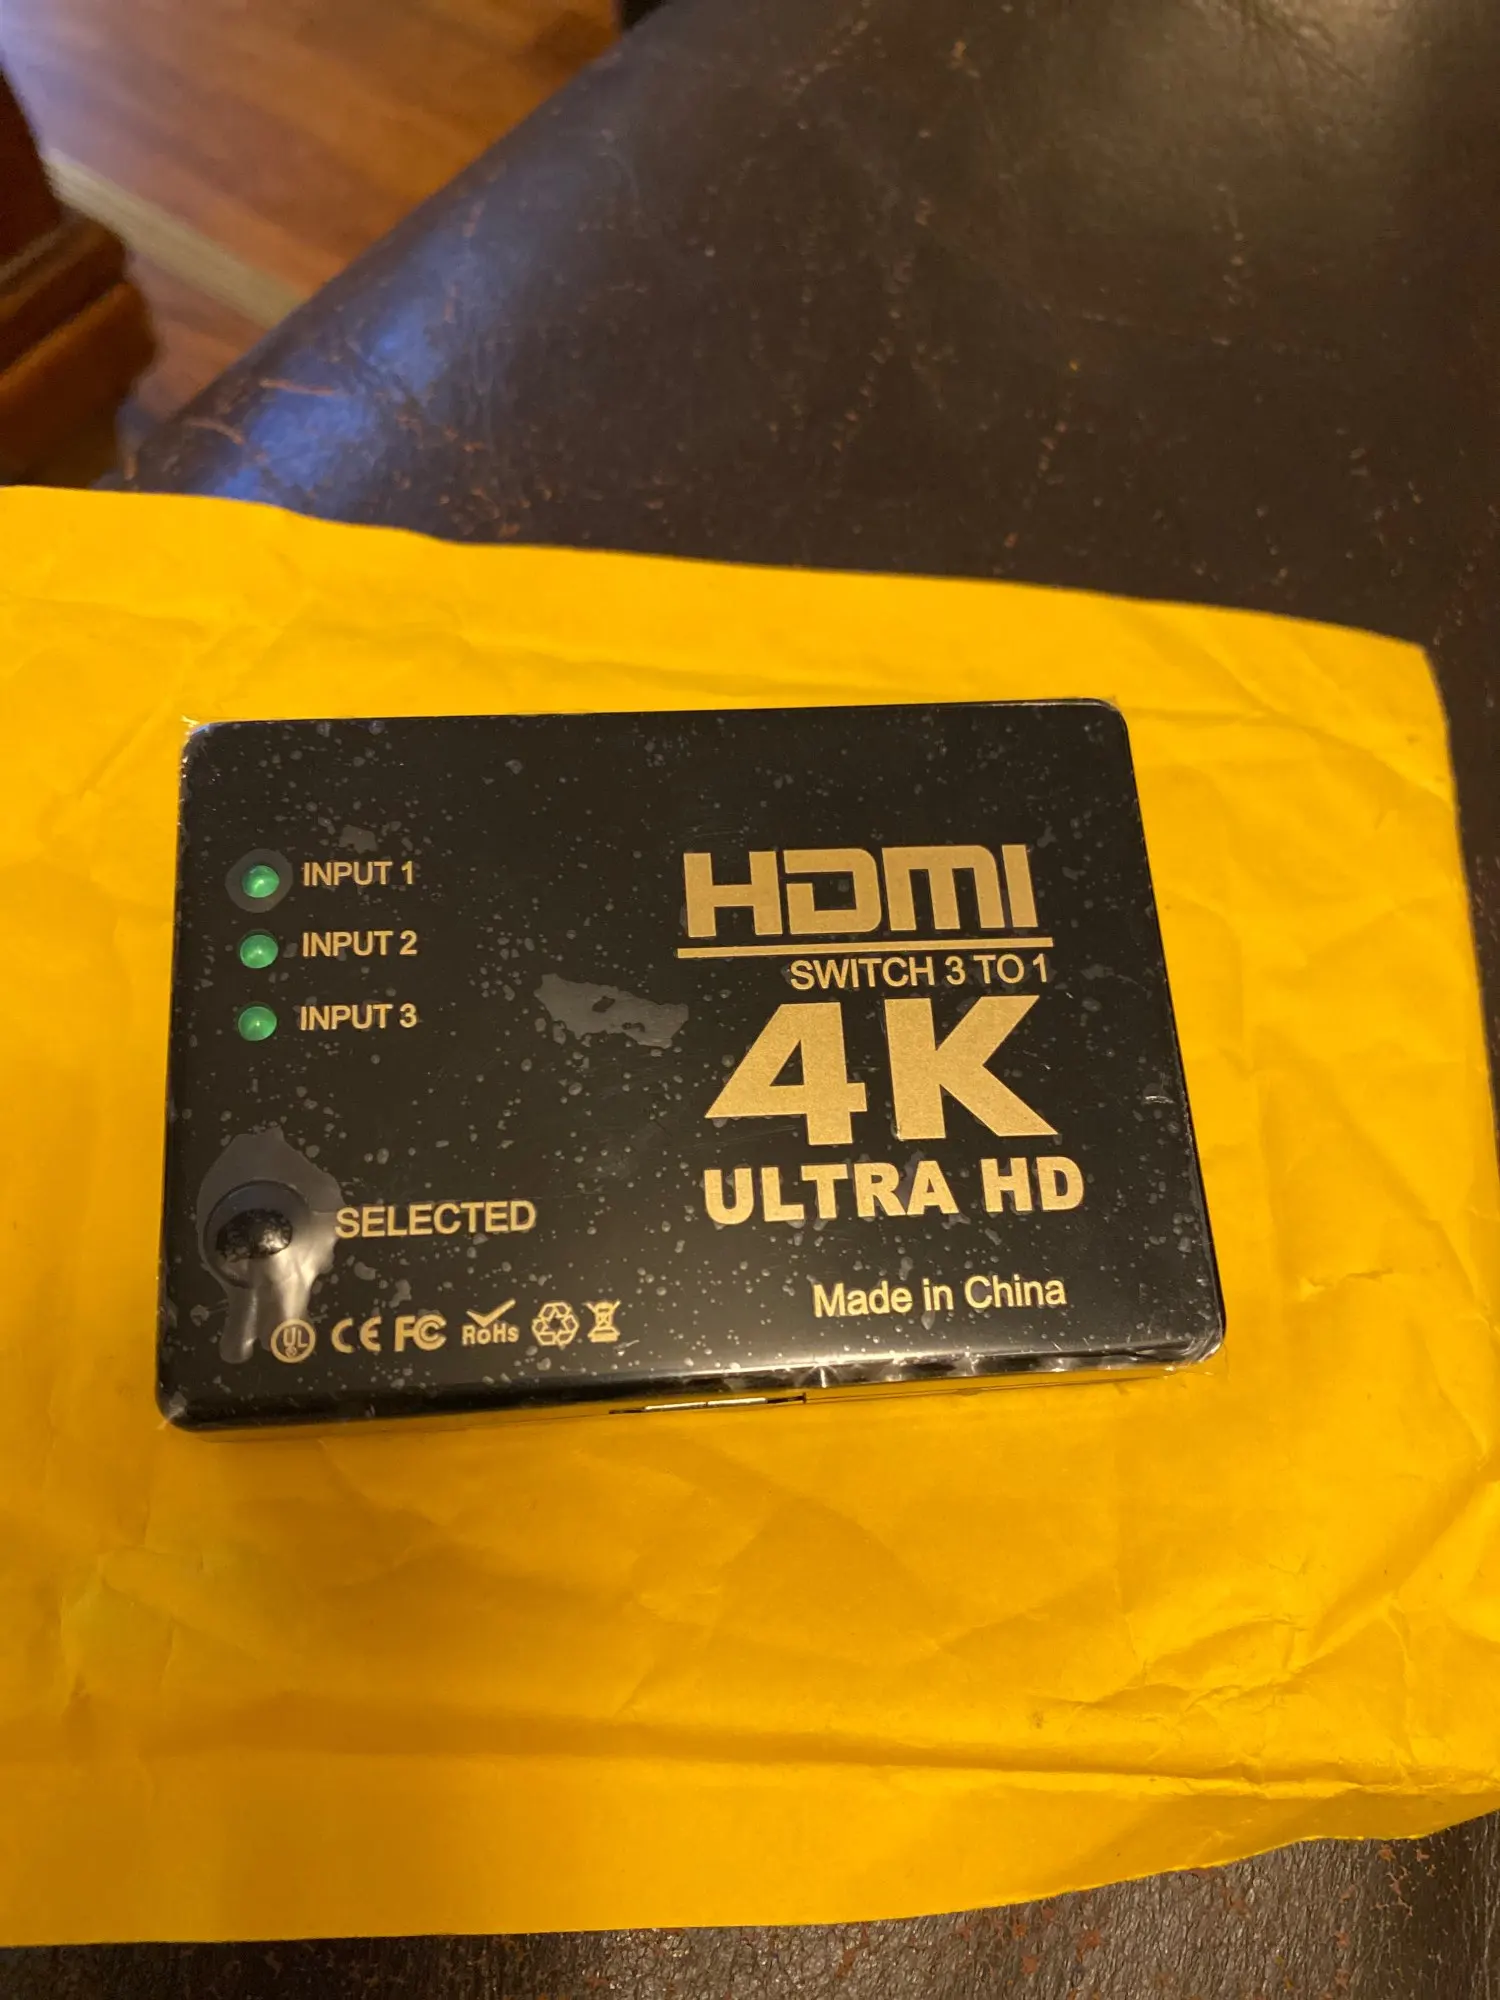 INPUT 1
INPUT 2
INPUT 3
SELECTED
HDMI
SWITCH 3 TO 1
4K
ULTRA HD
Made in China
UL CE FC RoHS